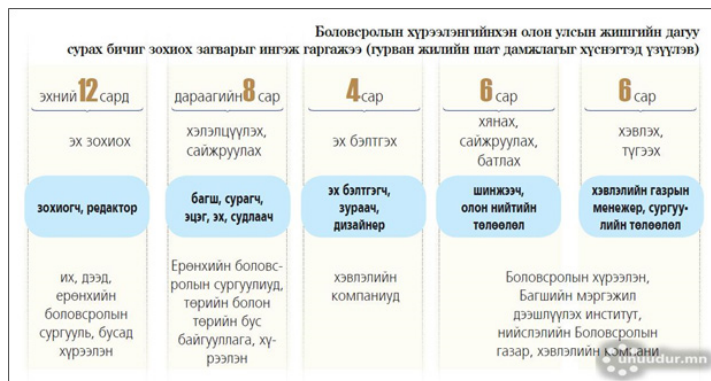 Боловсролын хүрээлэнгийнхэн олон улсын жишгийн дагуу
сурах бичиг зохиох загварыг ингэж гаргажээ (гурван жилийн шат дамжлагыг хүснэгтэд үзүүлэв)
эхний 12 сард
эх зохиох
зохиогч, редактор
их, дээд,
ерөнхийн
боловсролын
сургууль, бусад
хүрээлэн
дараагийн 8 сар
хэлэлцүүлэх,
сайжруулах
багш, сурагч,
эцэг, эх, судлаач
Ерөнхийн боловс-
ролын сургуулиуд,
төрийн болон
төрийн бус
байгууллага, хү-
рээлэн
4 сар
эх бэлтгэх
эх бэлтгэгч,
зураач,
дизайнер
хэвлэлийн
компаниуд
6 сар
хянах,
сайжруулах,
батлах
шинжээч,
олон нийтийн
төлөөлөл
6 сар
хэвлэх,
түгээх
хэвлэлийн газрын
менежер, сургуу-
лийн төлөөлөл
Боловсролын хүрээлэн,
Багшийн мэргэжил
дээшлүүлэх институт,
нийслэлийн Боловсролын
газар, хэвлэлийн компани
unuudur.mn